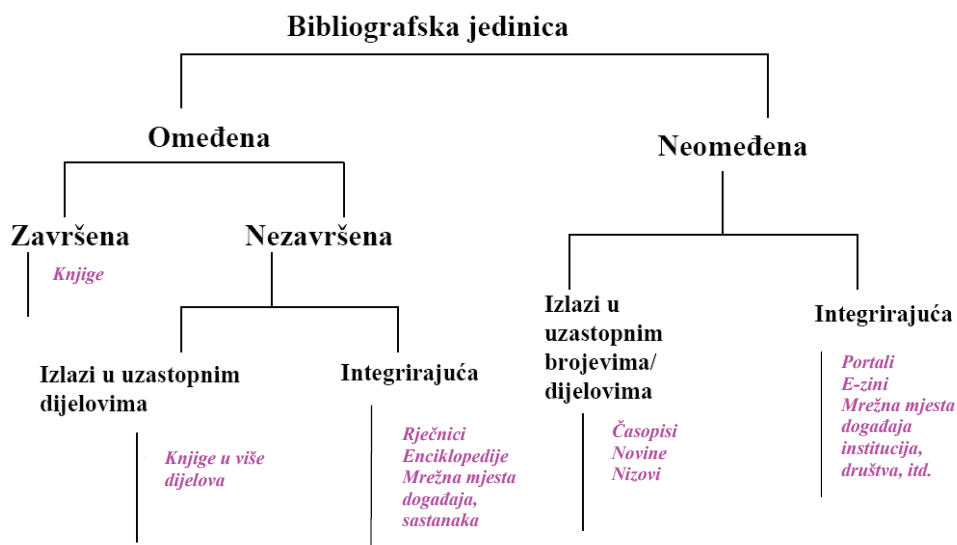 Bibliografska jedinica
Omeđena
Neomeđena
Završena
Nezavršena
Knjige
Izlazi u uzastopnim
dijelovima
Integrirajuća
Izlazi u
uzastopnim
brojevima/
dijelovima
Integrirajuća
Knjige u više
dijelova
Rječnici
Enciklopedije
Mrežna mjesta
događaja,
sastanaka
Časopisi
Novine
Nizovi
Portali
E-zini
Mrežna mjesta
događaja
institucija,
društva, itd.